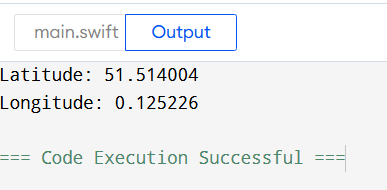 main.swift Output
Latitude: 51.514004
Longitude: 0.125226
=== Code Execution Successful ===